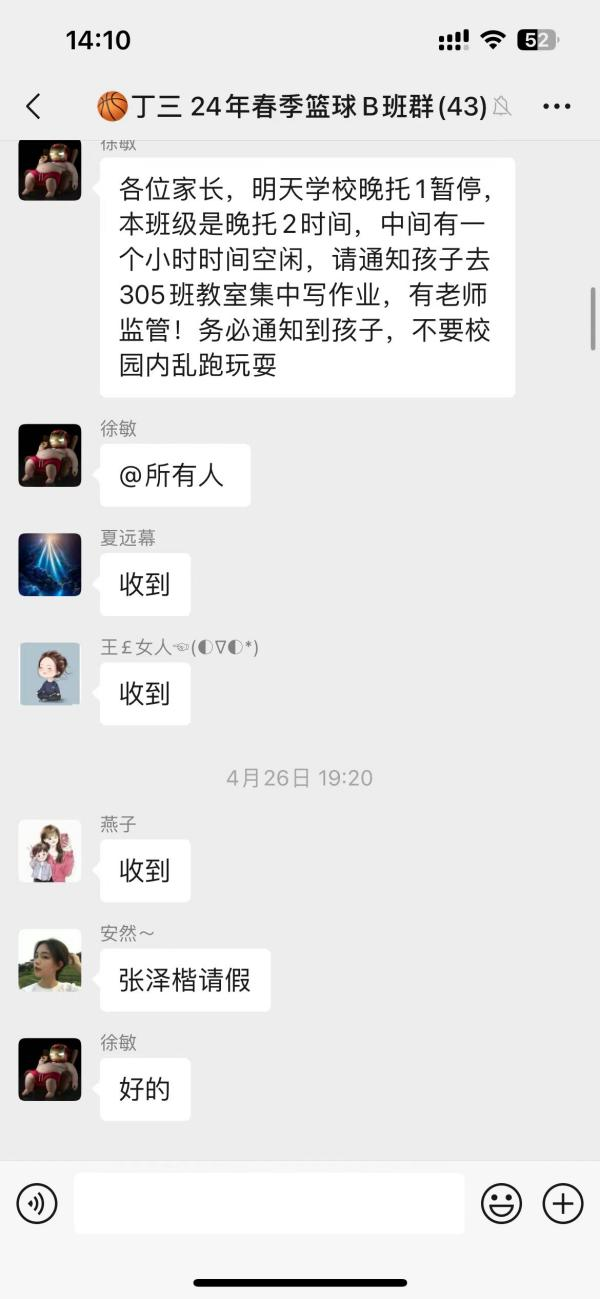 14:10
52
丁三 24年春季篮球B班群(43)
徐敏
各位家长，明天学校晚托1暂停，
本班级是晚托2时间，中间有一
个小时时间空闲，请通知孩子去
305班教室集中写作业，有老师
监管！务必通知到孩子，不要校
园内乱跑玩耍
徐敏
@所有人
夏远幕
收到
王£女人☜(◐∇◐*)
收到
4月26日 19:20
燕子
收到
安然～
张泽楷请假
徐敏
好的